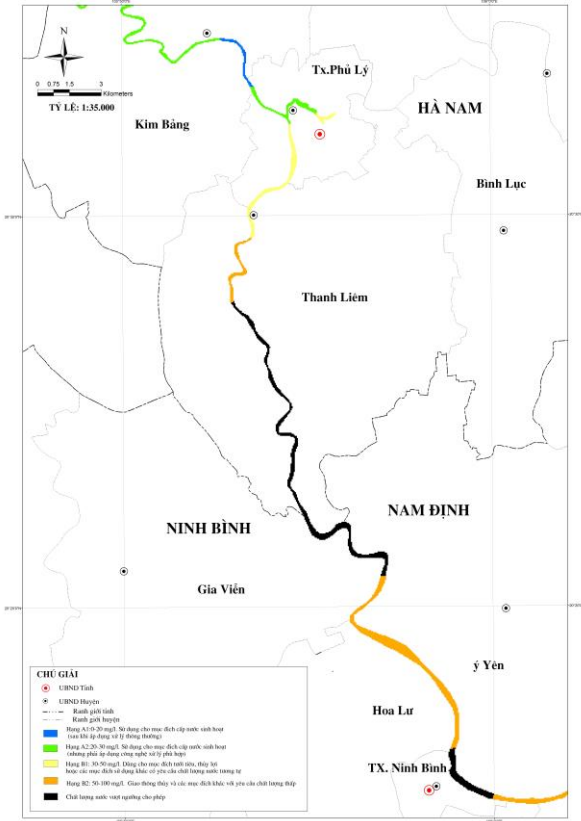 N
Tx.Phủ Lý
0 0.75 1.5 3
Kilometers
TỶ LỆ: 1:35.000
HÀ NAM
Kim Bảng
Bình Lục
Thanh Liêm
NAM ĐỊNH
NINH BÌNH
Gia Viễn
ý Yên
Hoa Lư
TX. Ninh Bình
CHÚ GIẢI
UBND Tỉnh
UBND Huyện
Ranh giới tỉnh
Ranh giới huyện
Hạng A1:0-20 mg/l. Sử dụng cho mục đích cấp nước sinh hoạt
(sau khi áp dụng xử lý thông thường)
Hạng A2:20-30 mg/l. Sử dụng cho mục đích cấp nước sinh hoạt
(nhưng phải áp dụng công nghệ xử lý phù hợp)
Hạng B1: 30-50 mg/l. Dùng cho mục đích tưới tiêu, thủy lợi
hoặc các mục đích sử dụng khác có yêu cầu chất lượng nước tương tự
Hạng B2: 50-100 mg/l. Giao thông thủy và các mục đích khác với yêu cầu chất lượng thấp
Chất lượng nước vượt ngưỡng cho phép